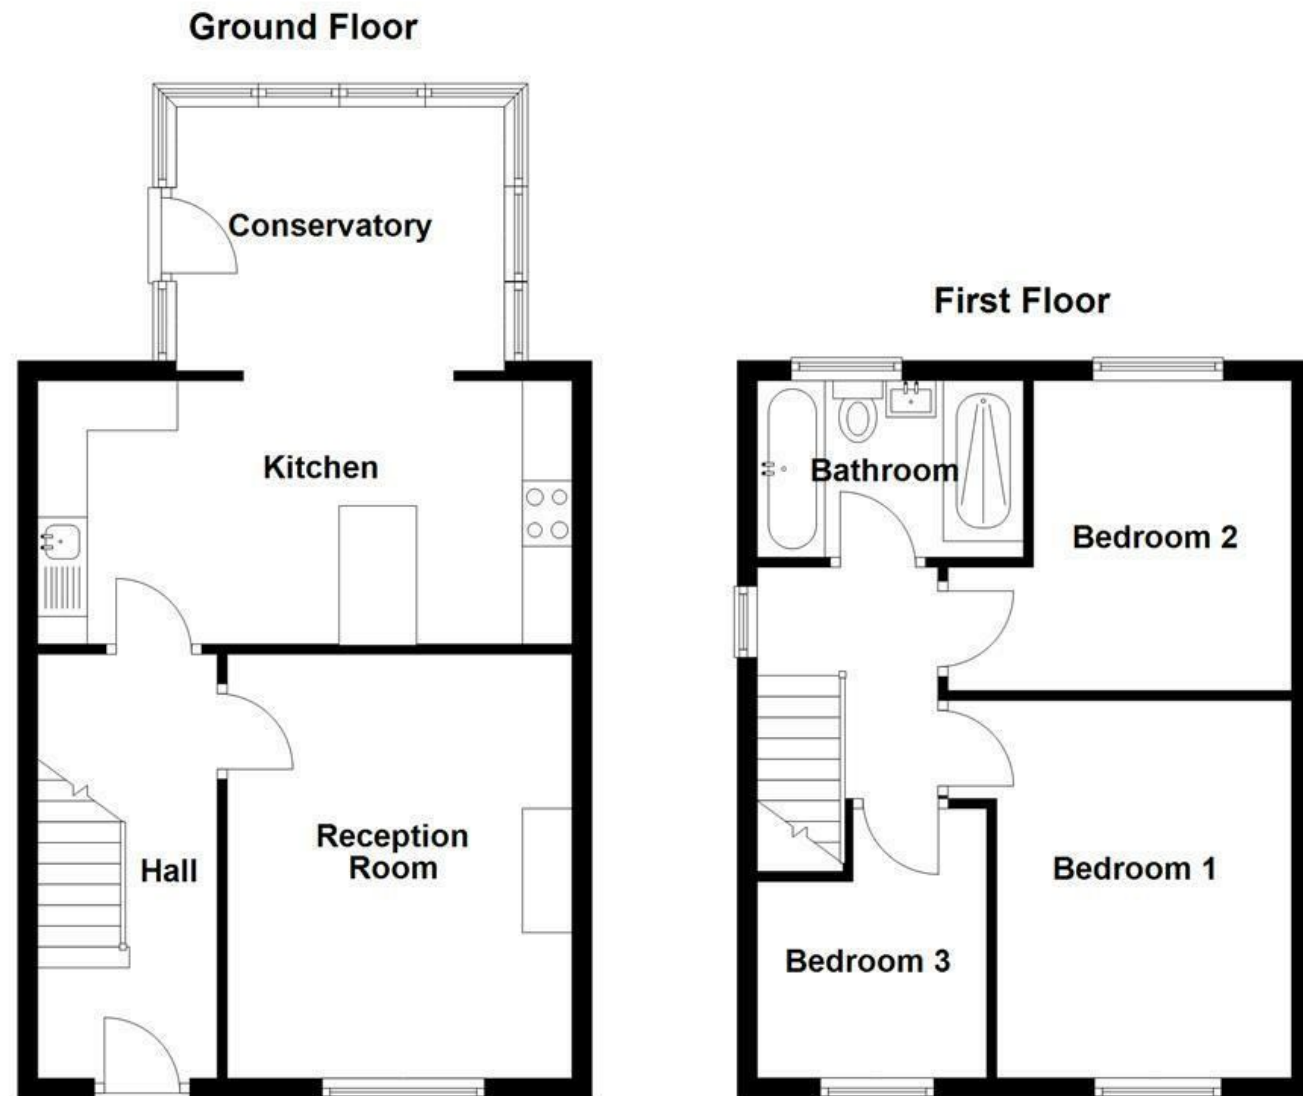 Ground Floor
Conservatory
Kitchen
Reception
Room
Hall
First Floor
Bathroom
Bedroom 2
Bedroom 1
Bedroom 3